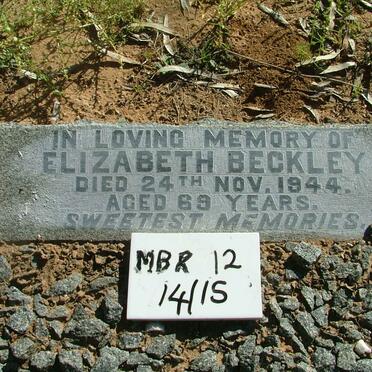 IN LOVING MEMORY OF
ELIZABETH BECKLEY
DIED 24TH NOV. 1944.
AGED 69 YEARS.
SWEETEST MEMORIES.
MBR 12
14/15